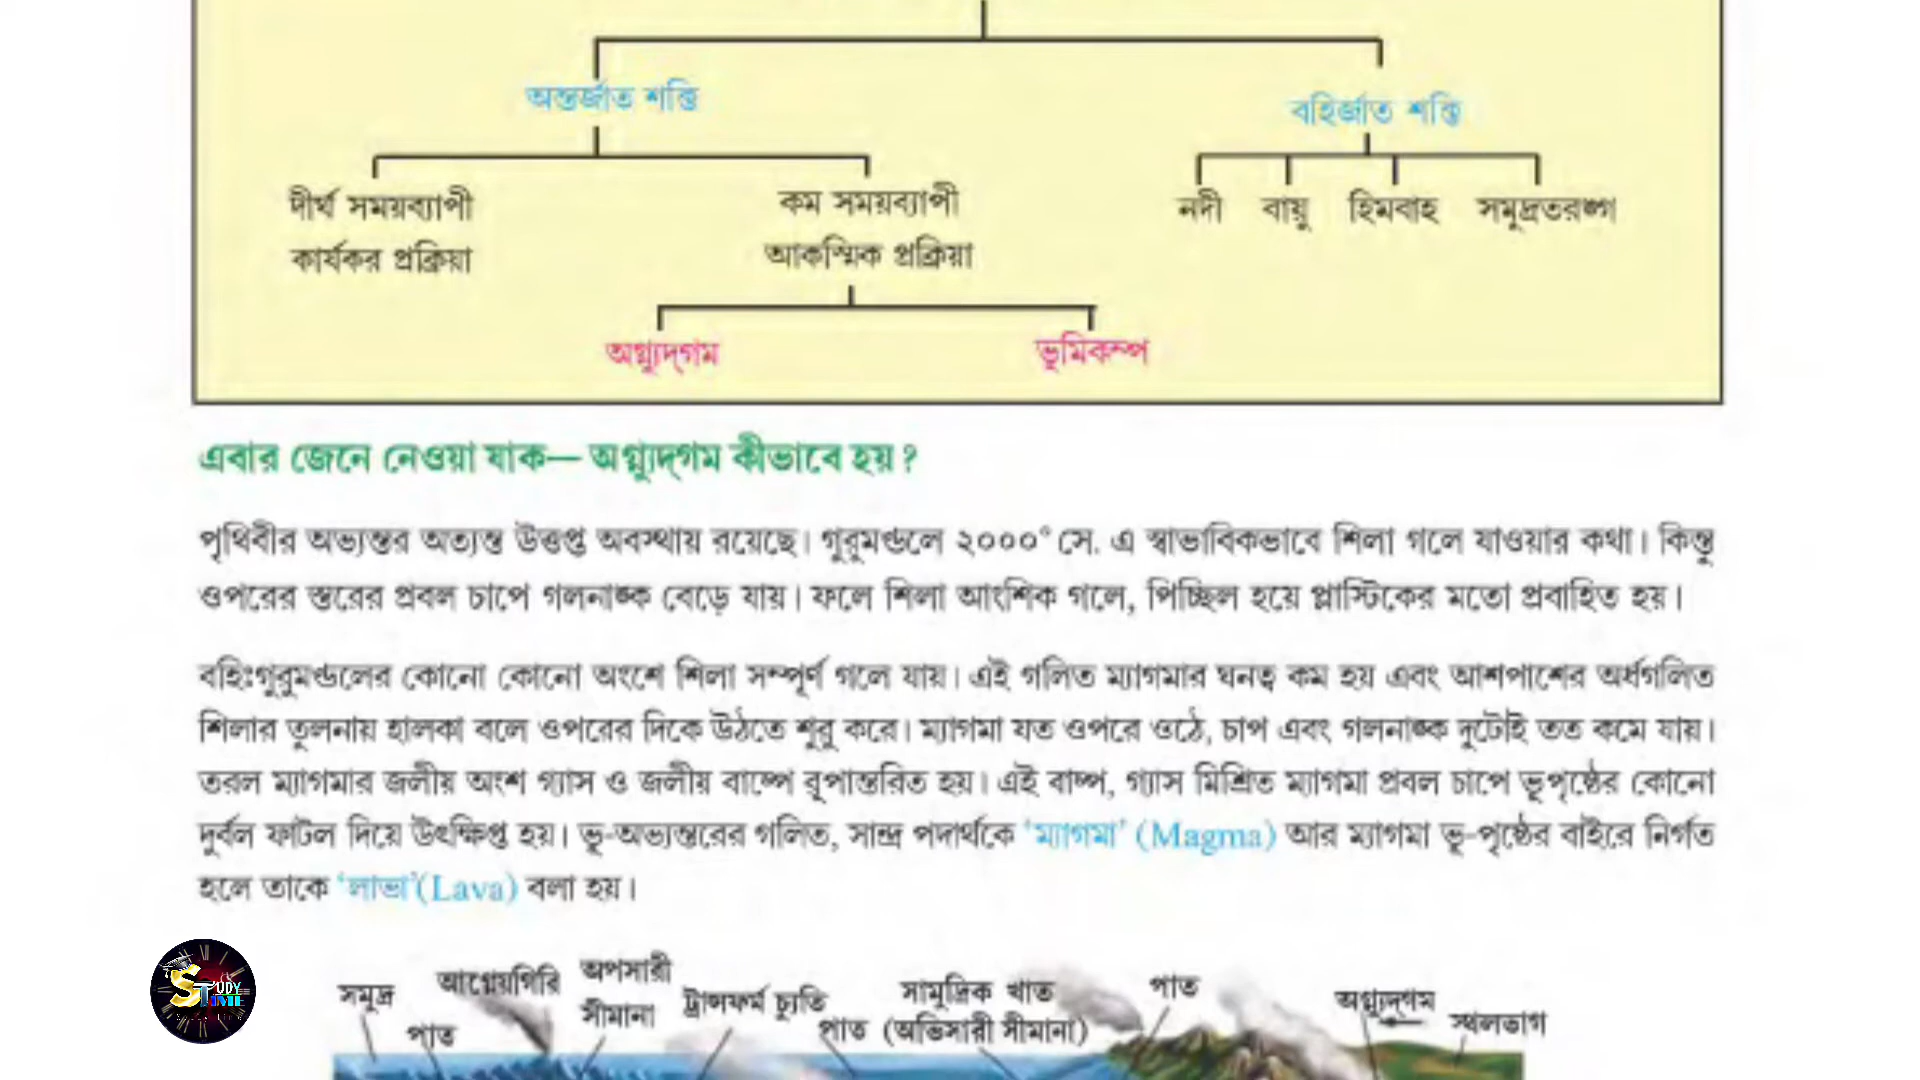 অন্তর্জাত শক্তি
বহির্জাত শক্তি
দীর্ঘ সময়ব্যাপী
কার্যকর প্রক্রিয়া
কম সময়ব্যাপী
আকস্মিক প্রক্রিয়া
নদী বায়ু হিমবাহ সমুদ্রতরঙ্গ
অগ্ন্যুদ্‌গম
ভূমিকম্প
এবার জেনে নেওয়া যাক— অগ্ন্যুদ্‌গম কীভাবে হয় ?
পৃথিবীর অভ্যন্তর অত্যন্ত উত্তপ্ত অবস্থায় রয়েছে। গুরুমণ্ডলে ২০০০° সে. এ স্বাভাবিকভাবে শিলা গলে যাওয়ার কথা। কিন্তু
ওপরের স্তরের প্রবল চাপে গলনাঙ্ক বেড়ে যায়। ফলে শিলা আংশিক গলে, পিচ্ছিল হয়ে প্লাস্টিকের মতো প্রবাহিত হয়।
বহিঃগুরুমণ্ডলের কোনো কোনো অংশে শিলা সম্পূর্ণ গলে যায়। এই গলিত ম্যাগমার ঘনত্ব কম হয় এবং আশপাশের অর্ধগলিত
শিলার তুলনায় হালকা বলে ওপরের দিকে উঠতে শুরু করে। ম্যাগমা যত ওপরে ওঠে, চাপ এবং গলনাঙ্ক দুটোই তত কমে যায়।
তরল ম্যাগমার জলীয় অংশ গ্যাস ও জলীয় বাষ্পে রূপান্তরিত হয়। এই বাষ্প, গ্যাস মিশ্রিত ম্যাগমা প্রবল চাপে ভূপৃষ্ঠের কোনো
দুর্বল ফাটল দিয়ে উৎক্ষিপ্ত হয়। ভূ-অভ্যন্তরের গলিত, সান্দ্র পদার্থকে ‘ম্যাগমা’ (Magma) আর ম্যাগমা ভূ-পৃষ্ঠের বাইরে নির্গত
হলে তাকে ‘লাভা’(Lava) বলা হয়।
সমুদ্র
পাত
আগ্নেয়গিরি
অপসারী
সীমানা
ট্রান্সফর্ম চ্যুতি
পাত
সামুদ্রিক খাত
(অভিসারী সীমানা)
পাত
অগ্ন্যুদ্‌গম
স্থলভাগ
STUDY
TIME